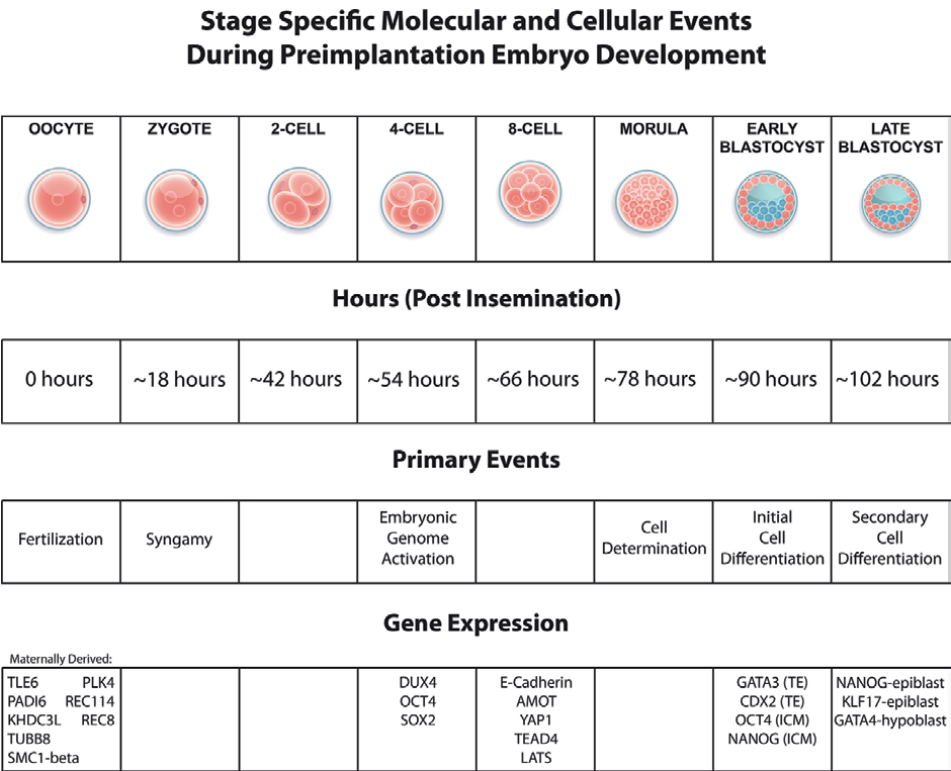 Stage Specific Molecular and Cellular Events
During Preimplantation Embryo Development
OOCYTE
ZYGOTE
2-CELL
4-CELL
8-CELL
MORULA
EARLY
BLASTOCYST
LATE
BLASTOCYST
Hours (Post Insemination)
0 hours
~18 hours
~42 hours
~54 hours
~66 hours
~78 hours
~90 hours
~102 hours
Primary Events
Fertilization
Syngamy
Embryonic
Genome
Activation
Cell
Determination
Initial
Cell
Differentiation
Secondary
Cell
Differentiation
Gene Expression
Maternally Derived:
TLE6 PLK4
PADI6 REC114
KHDC3L REC8
TUBB8
SMC1-beta
DUX4
OCT4
SOX2
E-Cadherin
AMOT
YAP1
TEAD4
LATS
GATA3 (TE)
CDX2 (TE)
OCT4 (ICM)
NANOG (ICM)
NANOG-epiblast
KLF17-epiblast
GATA4-hypoblast